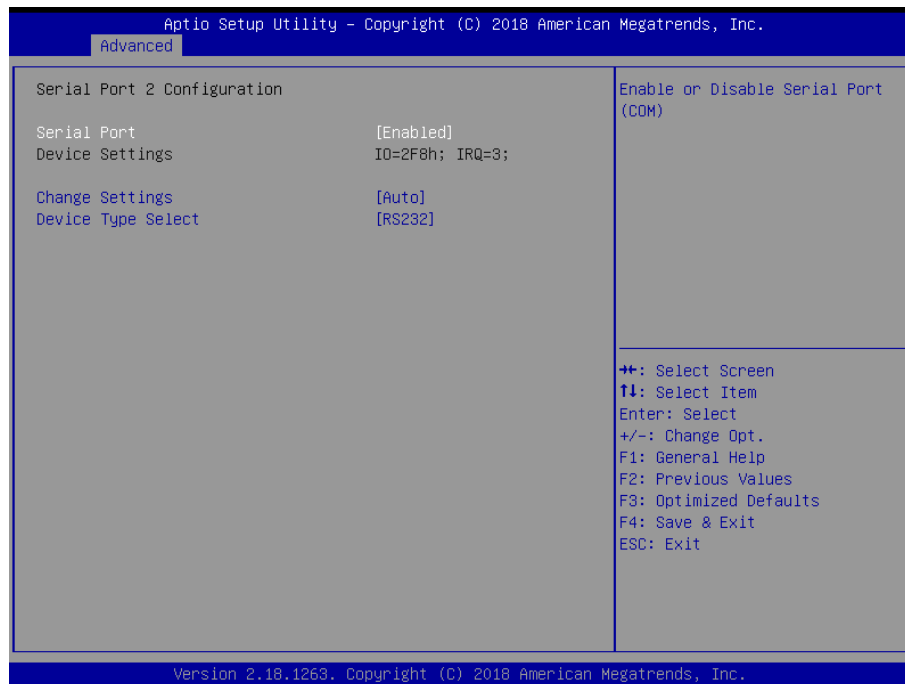 Aptio Setup Utility – Copyright (C) 2018 American Megatrends, Inc.
Advanced
Serial Port 2 Configuration
Serial Port [Enabled]
Device Settings IO=2F8h; IRQ=3;
Change Settings [Auto]
Device Type Select [RS232]
Enable or Disable Serial Port
(COM)
→←: Select Screen
↑↓: Select Item
Enter: Select
+/-: Change Opt.
F1: General Help
F2: Previous Values
F3: Optimized Defaults
F4: Save & Exit
ESC: Exit
Version 2.18.1263. Copyright (C) 2018 American Megatrends, Inc.